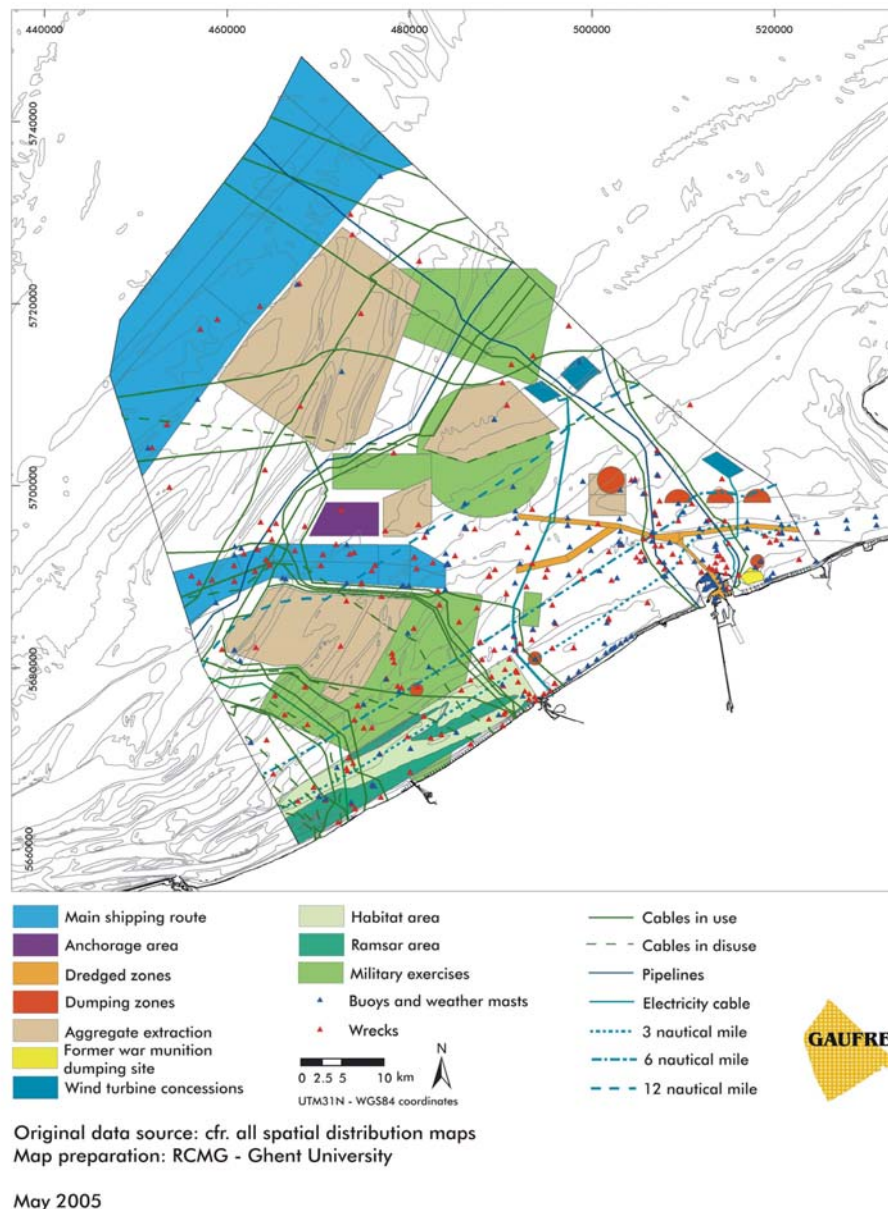 440000 460000 480000 500000 520000
5740000
5720000
5700000
5680000
5660000
Main shipping route
Anchorage area
Dredged zones
Dumping zones
Aggregate extraction
Former war munition
dumping site
Wind turbine concessions
Habitat area
Ramsar area
Military exercises
Buoys and weather masts
Wrecks
0 2.5 5 10 km
N
UTM31N - WGS84 coordinates
Cables in use
Cables in disuse
Pipelines
Electricity cable
3 nautical mile
6 nautical mile
12 nautical mile
GAUFRE
Original data source: cfr. all spatial distribution maps
Map preparation: RCMG - Ghent University
May 2005